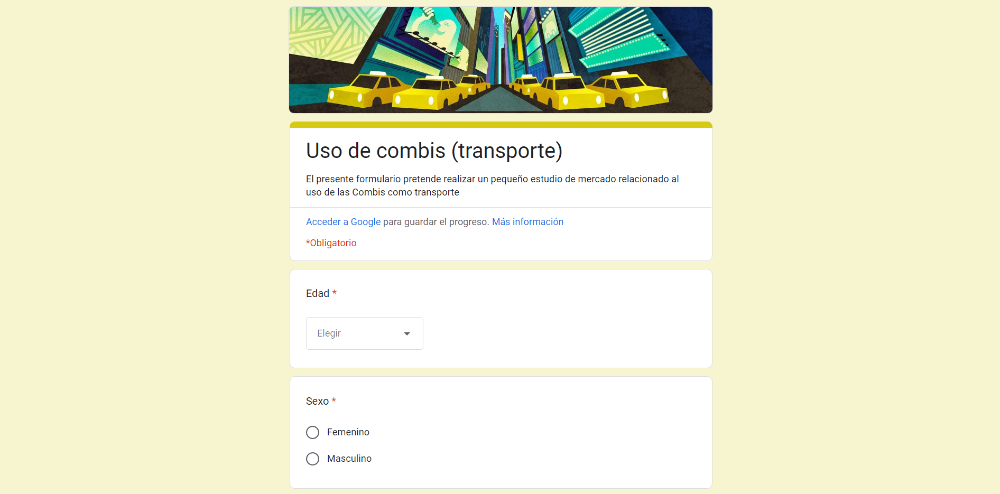 Uso de combis (transporte)
El presente formulario pretende realizar un pequeño estudio de mercado relacionado al
uso de las Combis como transporte
Acceder a Google para guardar el progreso. Más información
*Obligatorio
Edad *
Elegir
Sexo *
Femenino
Masculino